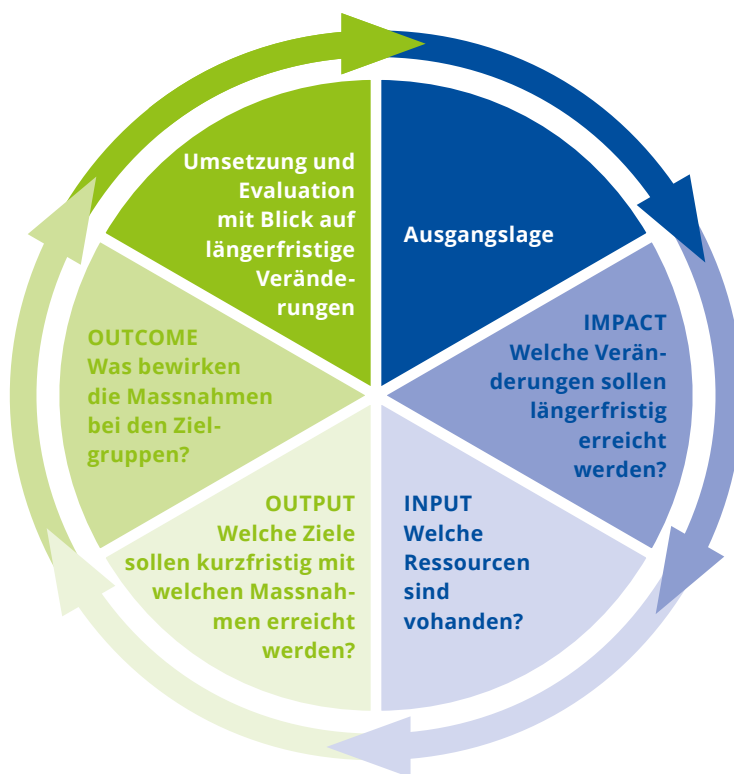 Ausgangslage
IMPACT
Welche Verän-
derungen sollen
längerfristig
erreicht
werden?
INPUT
Welche
Ressourcen
sind
vohanden?
OUTPUT
Welche Ziele
sollen kurzfristig mit
welchen Massnah-
men erreicht
werden?
OUTCOME
Was bewirken
die Massnahmen
bei den Ziel-
gruppen?
Umsetzung und
Evaluation
mit Blick auf
längerfristige
Verände-
rungen